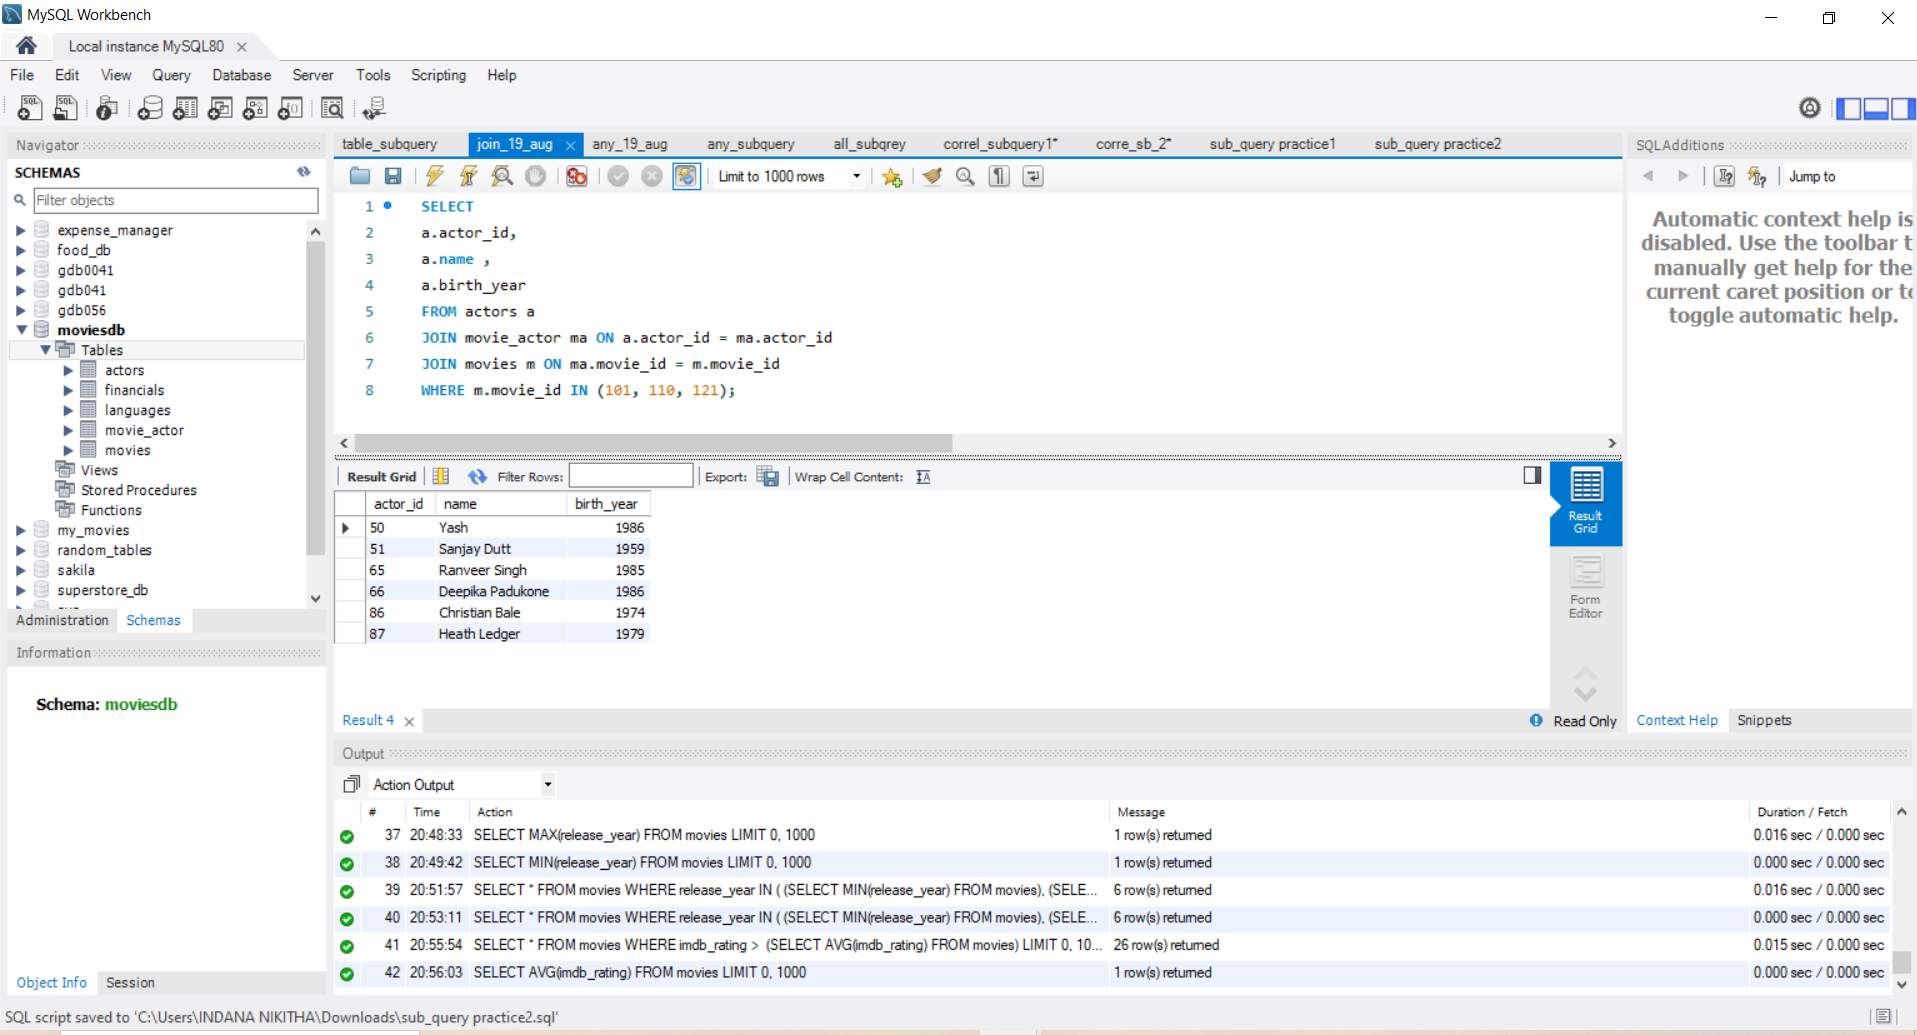 MySQL Workbench
Local instance MySQL80
File Edit View Query Database Server Tools Scripting Help
Navigator
SCHEMAS
Filter objects
expense_manager
food_db
gdb0041
gdb041
gdb056
moviesdb
Tables
actors
financials
languages
movie_actor
movies
Views
Stored Procedures
Functions
my_movies
random_tables
sakila
superstore_db
Administration Schemas
Information
Schema: moviesdb
Object Info Session
table_subquery join_19_aug any_19_aug any_subquery all_subqrey correl_subquery1* corre_sb_2* sub_query practice1 sub_query practice2
Limit to 1000 rows
1 SELECT
2 a.actor_id,
3 a.name ,
4 a.birth_year
5 FROM actors a
6 JOIN movie_actor ma ON a.actor_id = ma.actor_id
7 JOIN movies m ON ma.movie_id = m.movie_id
8 WHERE m.movie_id IN (101, 110, 121);
Result Grid Filter Rows: Export: Wrap Cell Content:
actor_id name birth_year
50 Yash 1986
51 Sanjay Dutt 1959
65 Ranveer Singh 1985
66 Deepika Padukone 1986
86 Christian Bale 1974
87 Heath Ledger 1979
Result
Grid
Form
Editor
Result 4
Read Only
SQLAdditions
Jump to
Automatic context help is
disabled. Use the toolbar t
manually get help for the
current caret position or to
toggle automatic help.
Context Help Snippets
Output
Action Output
# Time Action Message Duration / Fetch
37 20:48:33 SELECT MAX(release_year) FROM movies LIMIT 0, 1000 1 row(s) returned 0.016 sec / 0.000 sec
38 20:49:42 SELECT MIN(release_year) FROM movies LIMIT 0, 1000 1 row(s) returned 0.000 sec / 0.000 sec
39 20:51:57 SELECT * FROM movies WHERE release_year IN ( (SELECT MIN(release_year) FROM movies), (SELE... 6 row(s) returned 0.016 sec / 0.000 sec
40 20:53:11 SELECT * FROM movies WHERE release_year IN ( (SELECT MIN(release_year) FROM movies), (SELE... 6 row(s) returned 0.000 sec / 0.000 sec
41 20:55:54 SELECT * FROM movies WHERE imdb_rating > (SELECT AVG(imdb_rating) FROM movies) LIMIT 0, 10... 26 row(s) returned 0.015 sec / 0.000 sec
42 20:56:03 SELECT AVG(imdb_rating) FROM movies LIMIT 0, 1000 1 row(s) returned 0.000 sec / 0.000 sec
SQL script saved to 'C:\Users\INDANA NIKITHA\Downloads\sub_query practice2.sql'